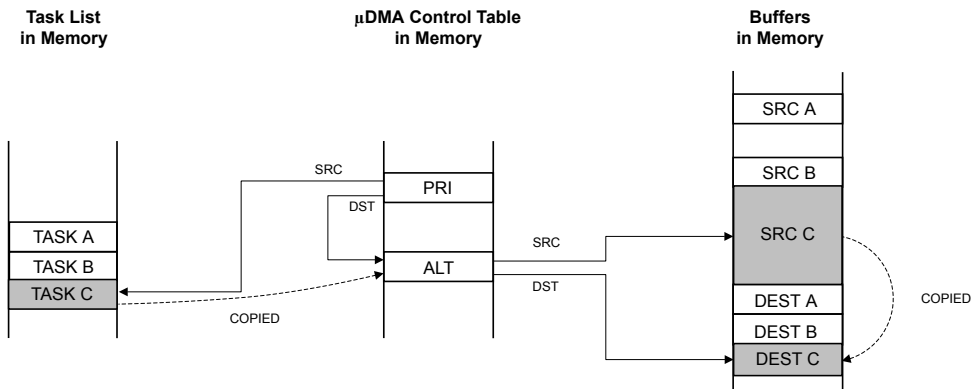 Task List
in Memory
µDMA Control Table
in Memory
Buffers
in Memory
SRC A
SRC B
SRC C
DEST A
DEST B
DEST C
SRC
PRI
DST
ALT
SRC
DST
TASK A
TASK B
TASK C
COPIED
COPIED